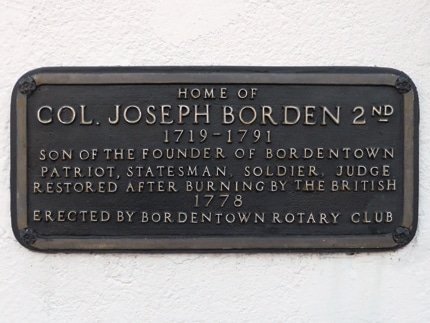 HOME OF
COL. JOSEPH BORDEN 2ND
1719-1791
SON OF THE FOUNDER OF BORDENTOWN
PATRIOT, STATESMAN, SOLDIER, JUDGE
RESTORED AFTER BURNING BY THE BRITISH
1778
ERECTED BY BORDENTOWN ROTARY CLUB